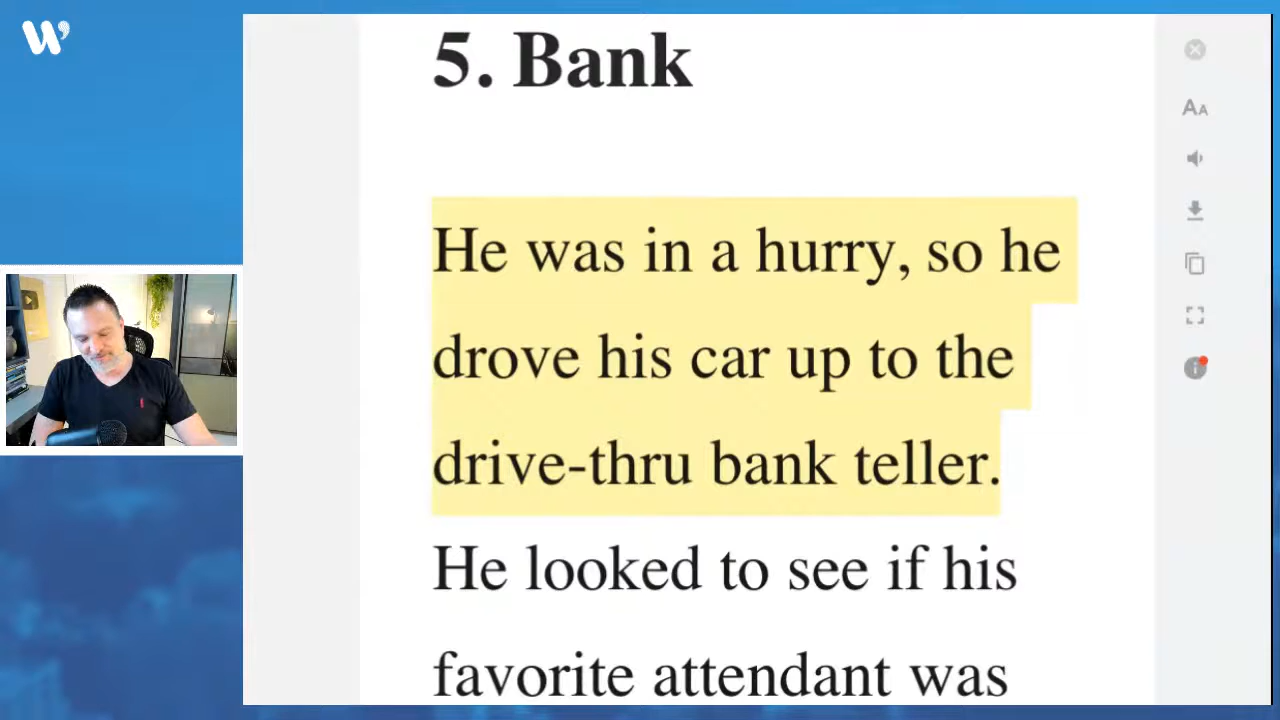 W'
5. Bank
He was in a hurry, so he
drove his car up to the
drive-thru bank teller.
He looked to see if his
favorite attendant was
AA